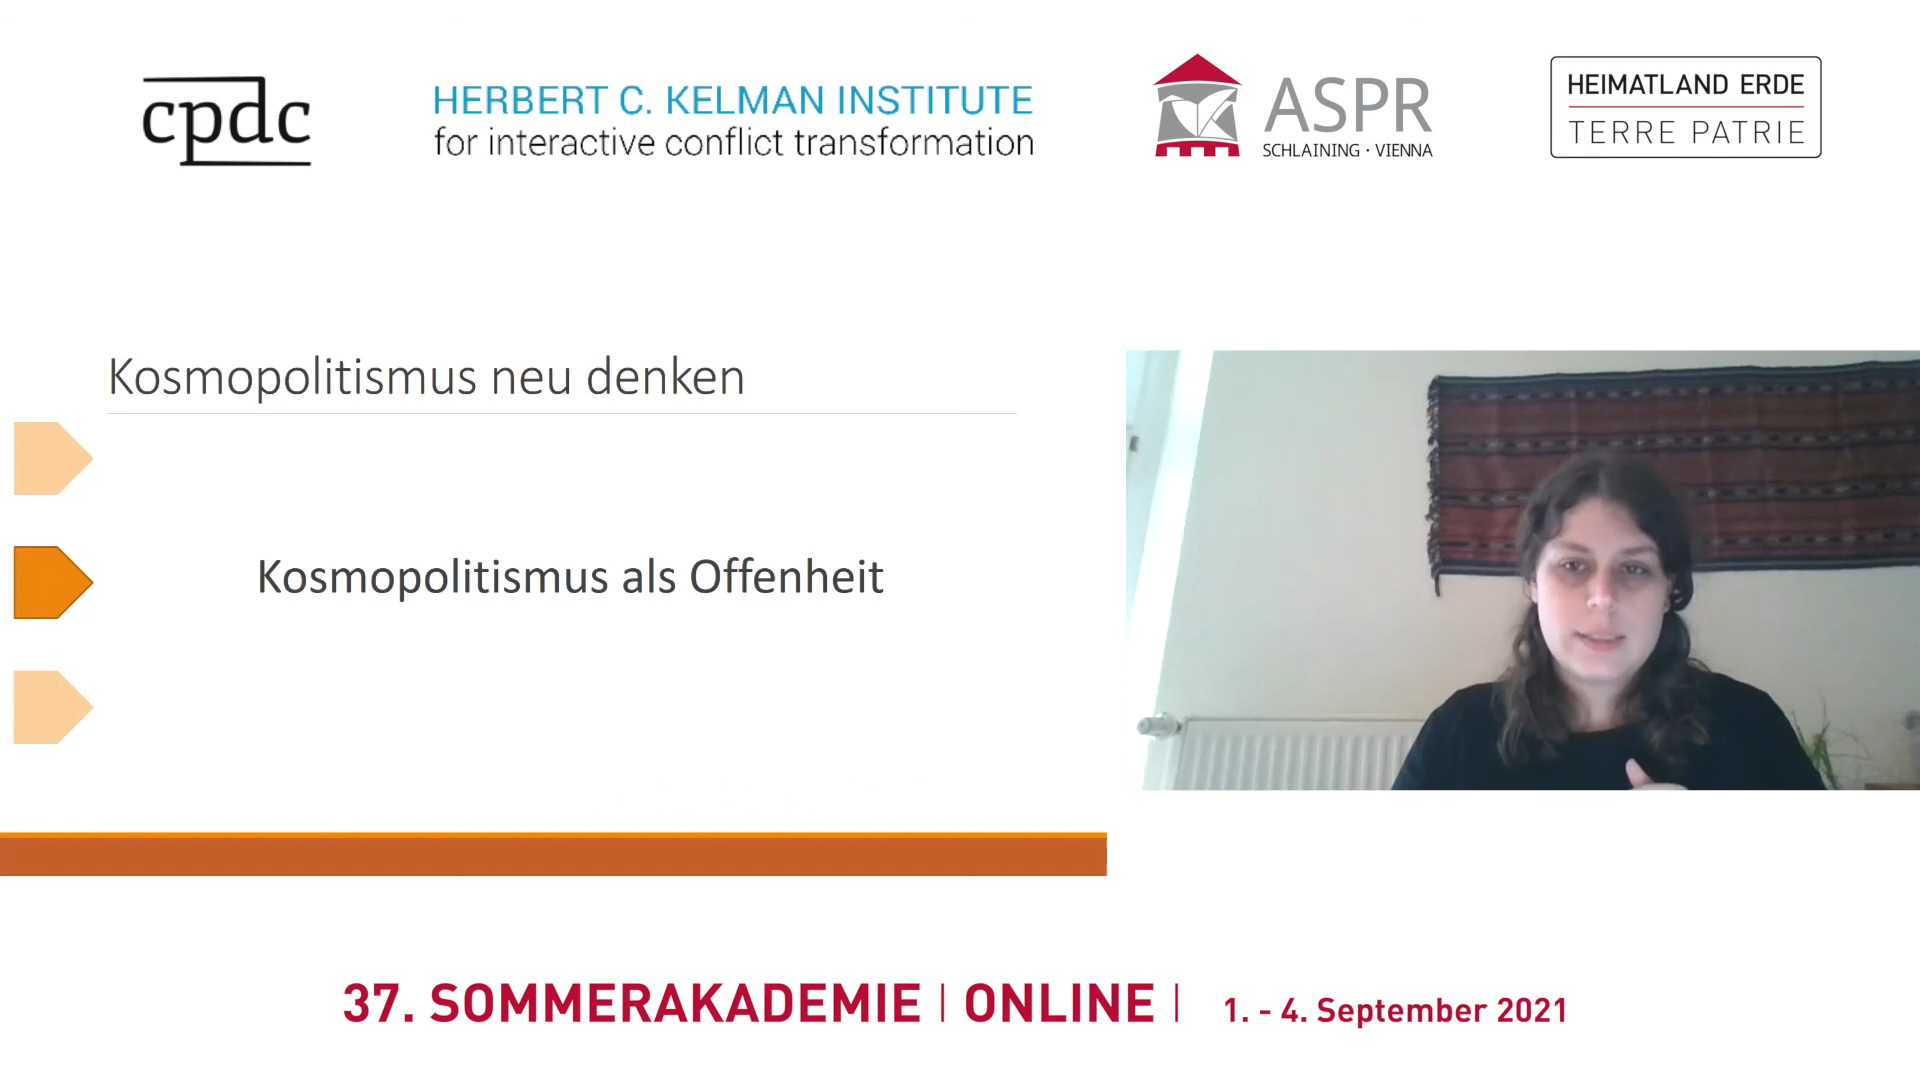 cpdc
HERBERT C. KELMAN INSTITUTE
for interactive conflict transformation
ASPR
SCHLAINING · VIENNA
HEIMATLAND ERDE
TERRE PATRIE
Kosmopolitismus neu denken
Kosmopolitismus als Offenheit
37. SOMMERAKADEMIE | ONLINE | 1. - 4. September 2021